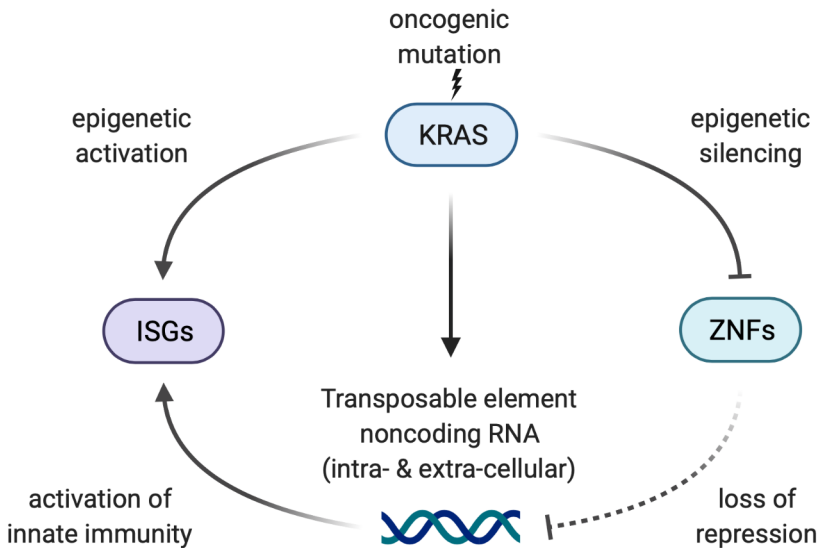 oncogenic
mutation
KRAS
epigenetic
activation
epigenetic
silencing
ISGs
ZNFs
Transposable element
noncoding RNA
(intra- & extra-cellular)
activation of
innate immunity
loss of
repression